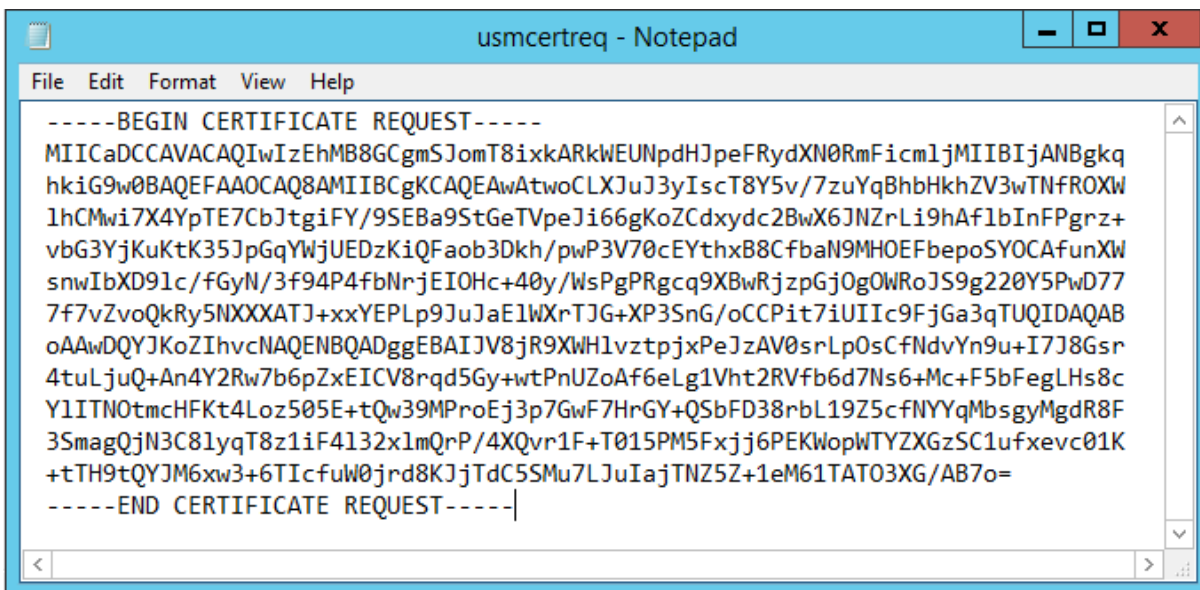 usmcertreq - Notepad
File Edit Format View Help
-----BEGIN CERTIFICATE REQUEST-----
MIICaDCCAVACAQIwIzEhMB8GCgmSJomT8ixkARkWEUNpdHJpeFRydXN0RmFicmljMIIBIjANBgkq
hkiG9w0BAQEFAAOCAQ8AMIIBCgKCAQEAwAtwoCLXJuJ3yIscT8Y5v/7zuYqBhbHkhZV3wTNfROXW
lhCMwi7X4YpTE7CbJtgiFY/9SEBa9StGeTVpeJi66gKoZCdxydc2BwX6JNZrLi9hAflbInFPgrz+
vbG3YjKuKtK35JpGqYWjUEDzKiQFaob3Dkh/pwP3V70cEYthxB8CfbaN9MHOEFbepoSYOCAfunXW
snwIbXD9lc/fGyN/3f94P4fbNrjEIOHc+40y/WsPgPRgcq9XBwRjzpGjOgOWRoJS9g220Y5PwD77
7f7vZvoQkRy5NXXXATJ+xxYEPLp9JuJaElWXrTJG+XP3SnG/oCCPit7iUIIc9FjGa3qTUQIDAQAB
oAAwDQYJKoZIhvcNAQENBQADggEBAIJV8jR9XWHlvztpjxPeJzAV0srLpOsCfNdvYn9u+I7J8Gsr
4tuLjuQ+An4Y2Rw7b6pZxEICV8rqd5Gy+wtPnUZoAf6eLg1Vht2RVfb6d7Ns6+Mc+F5bFegLHs8c
YlITNOtmcHFKt4Loz505E+tQw39MProEj3p7GwF7HrGY+QSbFD38rbL19Z5cfNYYqMbsgyMgdR8F
3SmagQjN3C8lyqT8z1iF4l32xlmQrP/4XQvr1F+T015PM5Fxjj6PEKWopWTYZXGzSC1ufxevc01K
+tTH9tQYJM6xw3+6TIcfuW0jrd8KJjTdC5SMu7LJuIajTNZ5Z+1eM61TATO3XG/AB7o=
-----END CERTIFICATE REQUEST-----